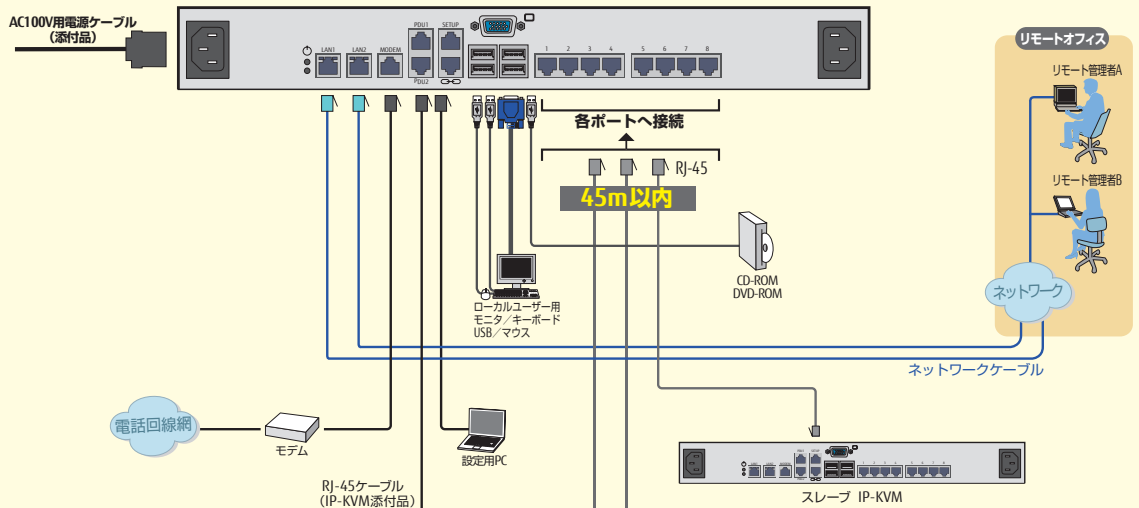 AC100V用電源ケーブル
（添付品）
PDU1
SETUP
LAN1
LAN2
MODEM
PDU2
1 2 3 4 5 6 7 8
各ポートへ接続
RJ-45
45m以内
リモートオフィス
リモート管理者A
リモート管理者B
ネットワーク
CD-ROM
DVD-ROM
ローカルユーザー用
モニタ／キーボード
USB／マウス
ネットワークケーブル
電話回線網
モデム
設定用PC
RJ-45ケーブル
（IP-KVM添付品）
スレーブ IP-KVM